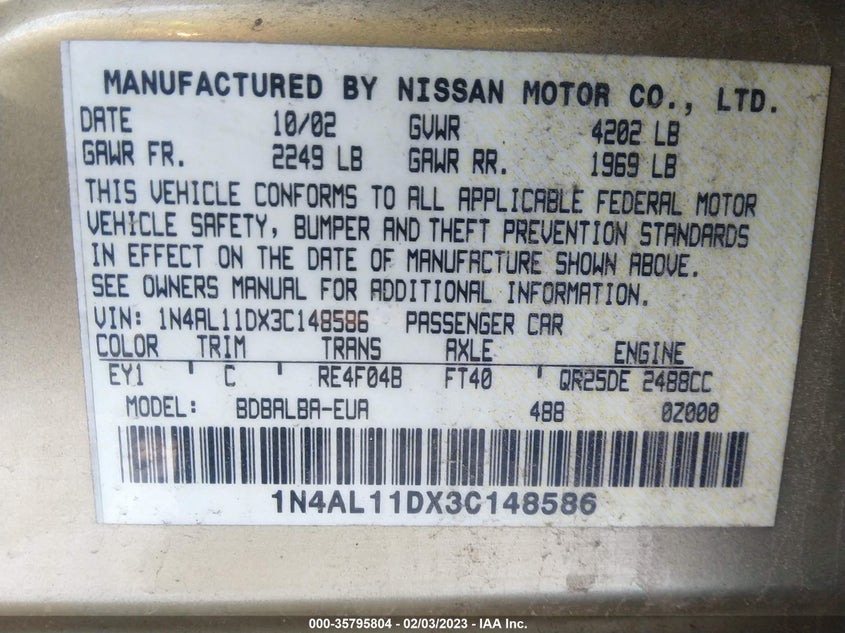 MANUFACTURED BY NISSAN MOTOR CO., LTD.
DATE 10/02 GVWR 4202 LB
GAWR FR. 2249 LB GAWR RR. 1969 LB
THIS VEHICLE CONFORMS TO ALL APPLICABLE FEDERAL MOTOR
VEHICLE SAFETY, BUMPER AND THEFT PREVENTION STANDARDS
IN EFFECT ON THE DATE OF MANUFACTURE SHOWN ABOVE.
SEE OWNERS MANUAL FOR ADDITIONAL INFORMATION.
VIN: 1N4AL11DX3C148586 PASSENGER CAR
COLOR TRIM TRANS AXLE ENGINE
EY1 C RE4F04B FT40 QR25DE 2488CC
MODEL: BDBALBA-EUA 488 0Z000
1N4AL11DX3C148586
000-35795804 - 02/03/2023 - IAA Inc.